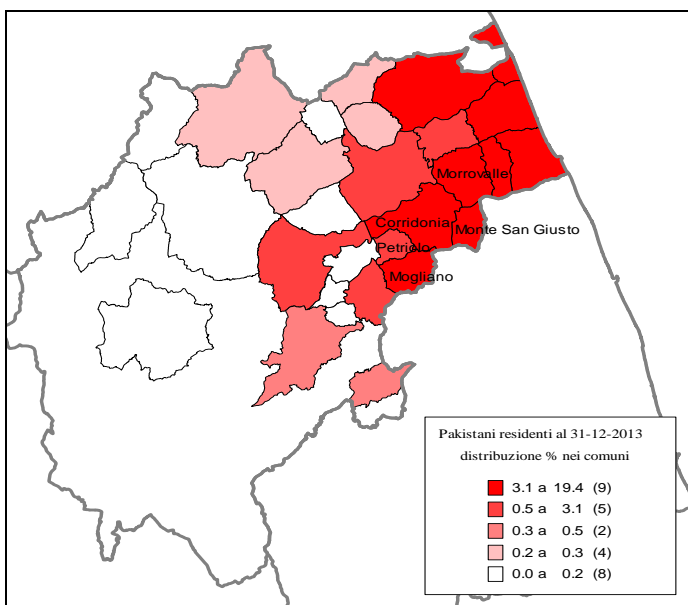 Morrovalle
Corridonia
Monte San Giusto
Petriolo
Mogliano
Pakistani residenti al 31-12-2013
distribuzione % nei comuni
3.1 a 19.4 (9)
0.5 a 3.1 (5)
0.3 a 0.5 (2)
0.2 a 0.3 (4)
0.0 a 0.2 (8)